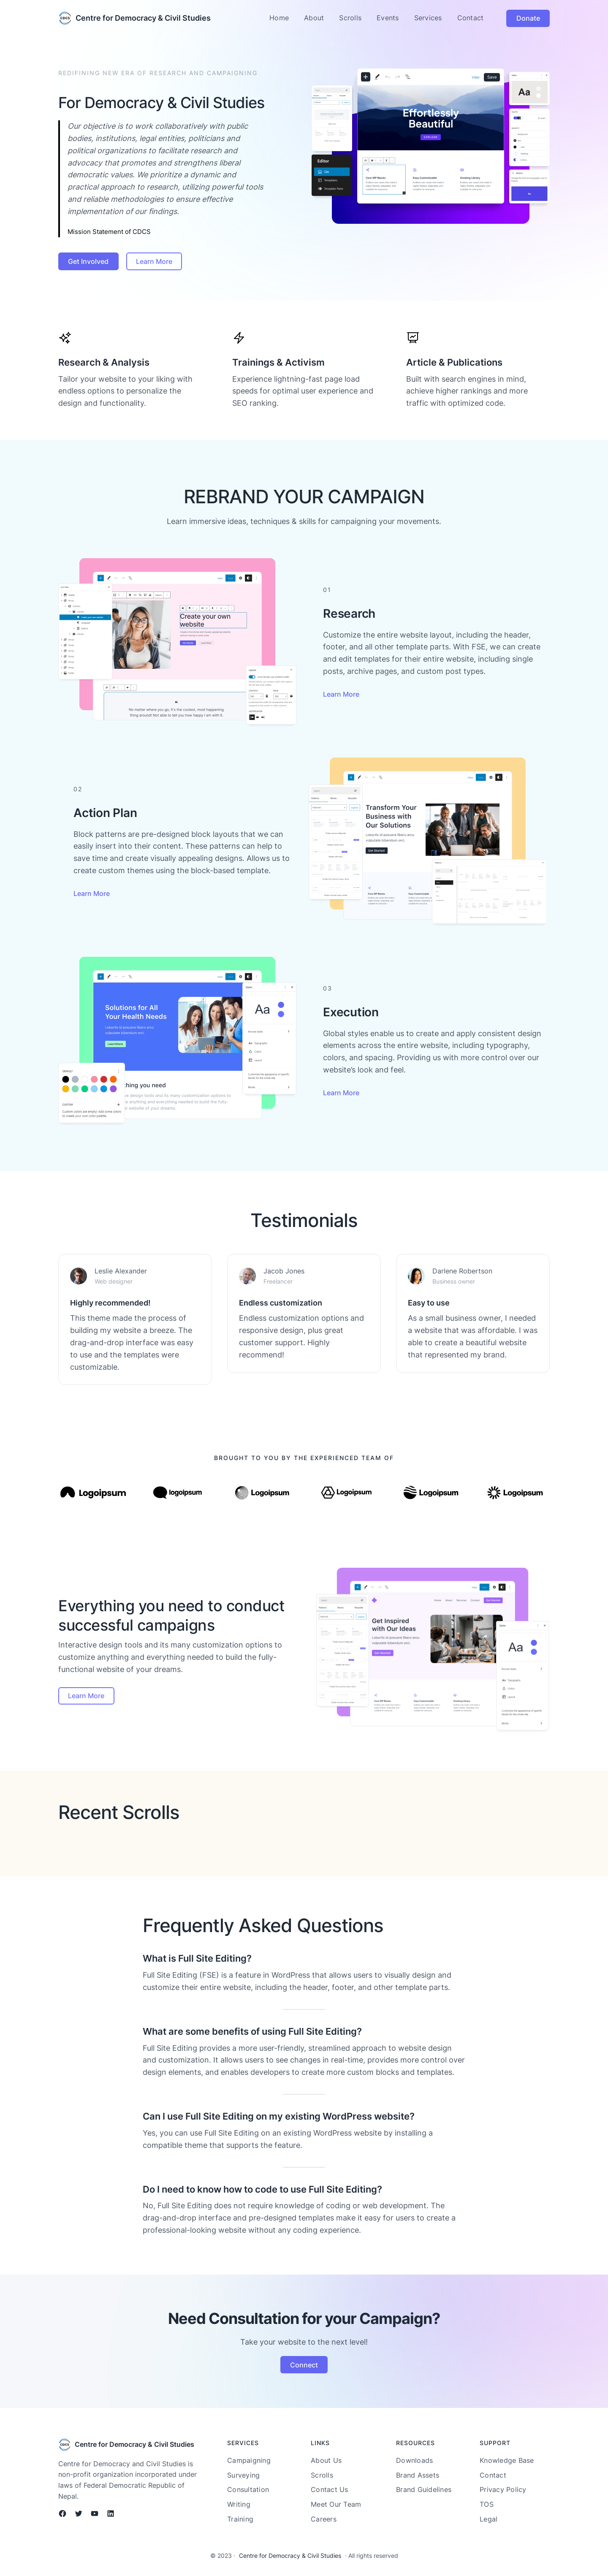 Centre for Democracy & Civil Studies
Home About Scrolls Events Services Contact Donate
REDIFINING NEW ERA OF RESEARCH AND CAMPAIGNING
For Democracy & Civil Studies
Our objective is to work collaboratively with public
bodies, institutions, legal entities, politicians and
political organizations to facilitate research and
advocacy that promotes and strengthens liberal
democratic values. We prioritize a dynamic and
practical approach to research, utilizing powerful tools
and reliable methodologies to ensure effective
implementation of our findings.
Mission Statement of CDCS
Get Involved Learn More
Save
Effortlessly
Beautiful
Editor
Aa
Research & Analysis
Tailor your website to your liking with
endless options to personalize the
design and functionality.
Trainings & Activism
Experience lightning-fast page load
speeds for optimal user experience and
SEO ranking.
Article & Publications
Built with search engines in mind,
achieve higher rankings and more
traffic with optimized code.
REBRAND YOUR CAMPAIGN
Learn immersive ideas, techniques & skills for campaigning your movements.
Create your own
website
"No matter where you go, it's the coolest, most happening
thing around! Not able to tell you how happy I am with it.
01
Research
Customize the entire website layout, including the header,
footer, and all other template parts. With FSE, we can create
and edit templates for their entire website, including single
posts, archive pages, and custom post types.
Learn More
02
Action Plan
Block patterns are pre-designed block layouts that we can
easily insert into their content. These patterns can help to
save time and create visually appealing designs. Allows us to
create custom themes using the block-based template.
Learn More
Transform Your
Business with
Our Solutions
Get Started
Solutions for All
Your Health Needs
Aa
thing you need
03
Execution
Global styles enable us to create and apply consistent design
elements across the entire website, including typography,
colors, and spacing. Providing us with more control over our
website's look and feel.
Learn More
Testimonials
Leslie Alexander
Web designer
Highly recommended!
This theme made the process of
building my website a breeze. The
drag-and-drop interface was easy
to use and the templates were
customizable.
Jacob Jones
Freelancer
Endless customization
Endless customization options and
responsive design, plus great
customer support. Highly
recommend!
Darlene Robertson
Business owner
Easy to use
As a small business owner, I needed
a website that was affordable. I was
able to create a beautiful website
that represented my brand.
BROUGHT TO YOU BY THE EXPERIENCED TEAM OF
Logoipsum logoipsum Logoipsum Logoipsum Logoipsum Logoipsum
Everything you need to conduct
successful campaigns
Interactive design tools and its many customization options to
customize anything and everything needed to build the fully-
functional website of your dreams.
Learn More
Get Inspired
with Our Ideas
Aa
Recent Scrolls
Frequently Asked Questions
What is Full Site Editing?
Full Site Editing (FSE) is a feature in WordPress that allows users to visually design and
customize their entire website, including the header, footer, and other template parts.
What are some benefits of using Full Site Editing?
Full Site Editing provides a more user-friendly, streamlined approach to website design
and customization. It allows users to see changes in real-time, provides more control over
design elements, and enables developers to create more custom blocks and templates.
Can I use Full Site Editing on my existing WordPress website?
Yes, you can use Full Site Editing on an existing WordPress website by installing a
compatible theme that supports the feature.
Do I need to know how to code to use Full Site Editing?
No, Full Site Editing does not require knowledge of coding or web development. The
drag-and-drop interface and pre-designed templates make it easy for users to create a
professional-looking website without any coding experience.
Need Consultation for your Campaign?
Take your website to the next level!
Connect
Centre for Democracy & Civil Studies
Centre for Democracy and Civil Studies is
non-profit organization incorporated under
laws of Federal Democratic Republic of
Nepal.
SERVICES
Campaigning
Surveying
Consultation
Writing
Training
LINKS
About Us
Scrolls
Contact Us
Meet Our Team
Careers
RESOURCES
Downloads
Brand Assets
Brand Guidelines
SUPPORT
Knowledge Base
Contact
Privacy Policy
TOS
Legal
© 2023 · Centre for Democracy & Civil Studies · All rights reserved